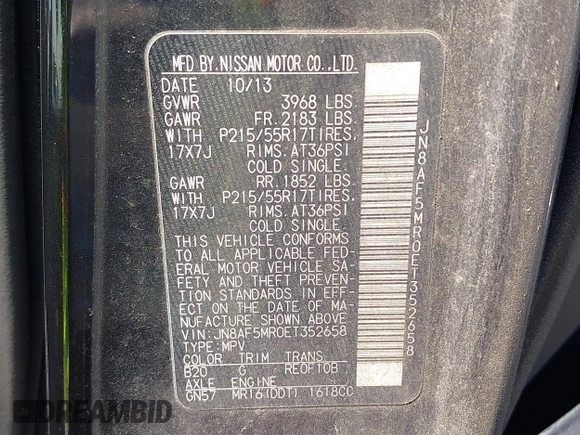 MFD BY NISSAN MOTOR CO.,LTD.
DATE 10/13
GVWR 3968 LBS.
GAWR FR. 2183 LBS.
WITH P215/55R17TIRES.
17X7J RIMS. AT36PSI
COLD SINGLE.
GAWR RR. 1852 LBS.
WITH P215/55R17TIRES.
17X7J RIMS. AT36PSI
COLD SINGLE.
THIS VEHICLE CONFORMS
TO ALL APPLICABLE FED-
ERAL MOTOR VEHICLE SA-
FETY AND THEFT PREVEN-
TION STANDARDS IN EFF-
ECT ON THE DATE OF MA-
NUFACTURE SHOWN ABOVE.
VIN:JN8AF5MR0ET352658
TYPE:MPV
COLOR TRIM TRANS
B20 G RE0F10B
AXLE ENGINE
GN57 MR16(DDT) 1618CC
JN8AF5MR0ET352658
DREAMBID